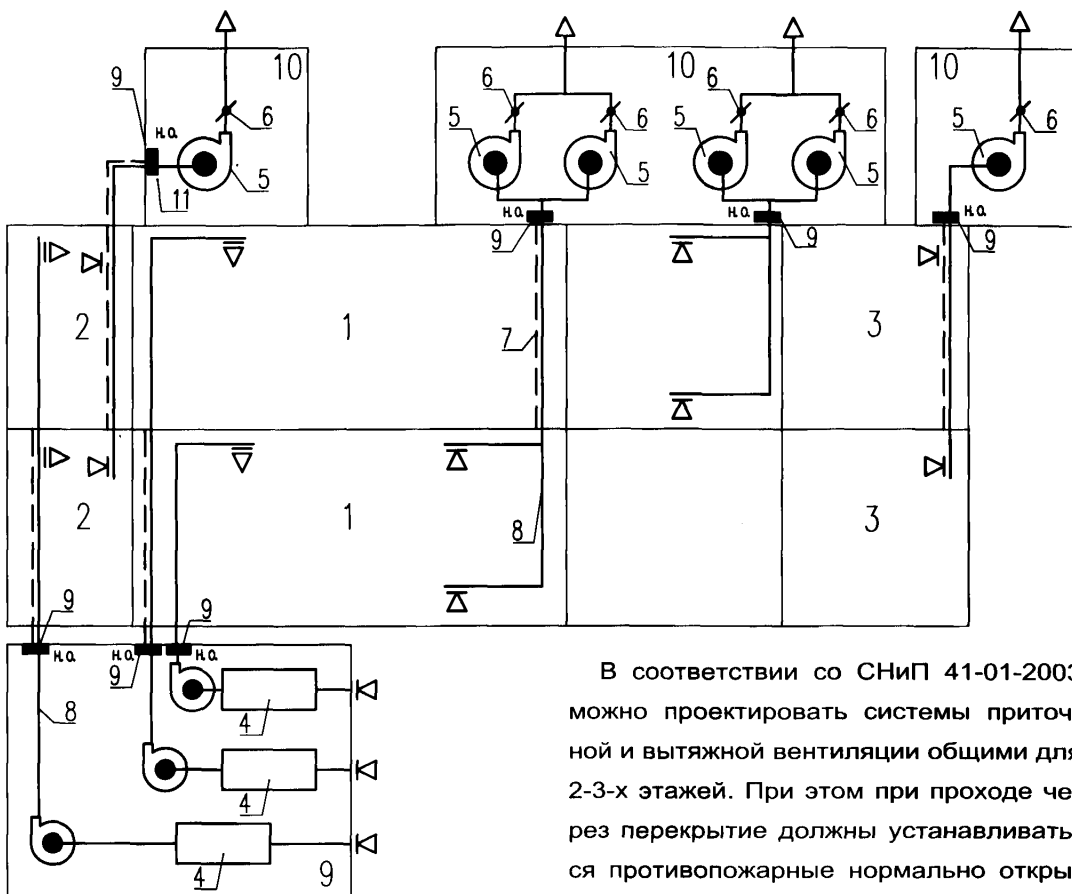 10
10
10
9
н.а
6
5
11
6
5
6
5
6
5
6
5
5
6
н.а
9
н.а
9
н.а
9
2
1
7
3
2
1
8
3
9
н.а
н.а
9
9
н.а
8
4
4
4
9
В соответствии со СНиП 41-01-2003
можно проектировать системы приточ-
ной и вытяжной вентиляции общими для
2-3-х этажей. При этом при проходе че-
рез перекрытие должны устанавливать-
ся противопожарные нормально откры-